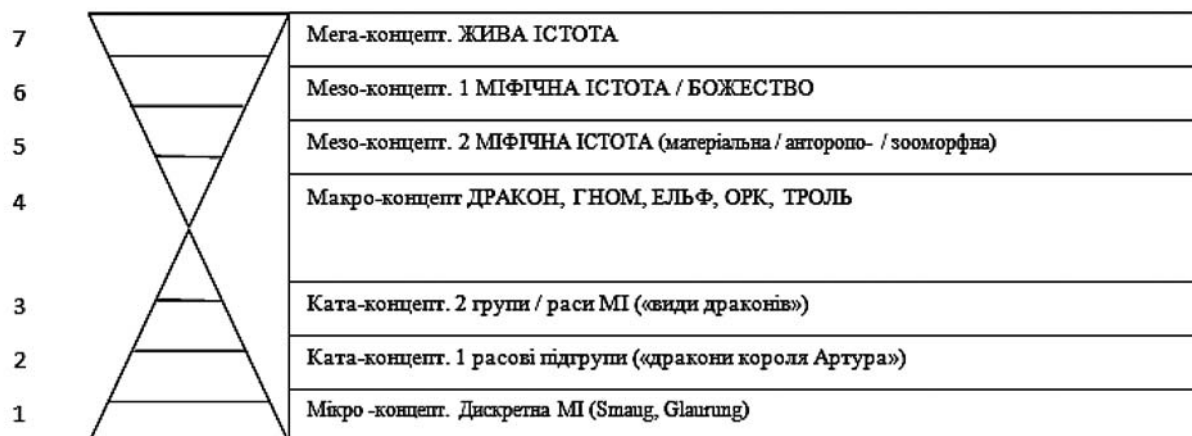 7 Мега-концепт. ЖИВА ІСТОТА
6 Мезо-концепт. 1 МІФІЧНА ІСТОТА / БОЖЕСТВО
5 Мезо-концепт. 2 МІФІЧНА ІСТОТА (матеріальна / анторопо- / зооморфна)
4 Макро-концепт ДРАКОН, ГНОМ, ЕЛЬФ, ОРК, ТРОЛЬ
3 Ката-концепт. 2 групи / раси МІ («види драконів»)
2 Ката-концепт. 1 расові підгрупи («дракони короля Артура»)
1 Мікро -концепт. Дискретна МІ (Smaug, Glaurung)